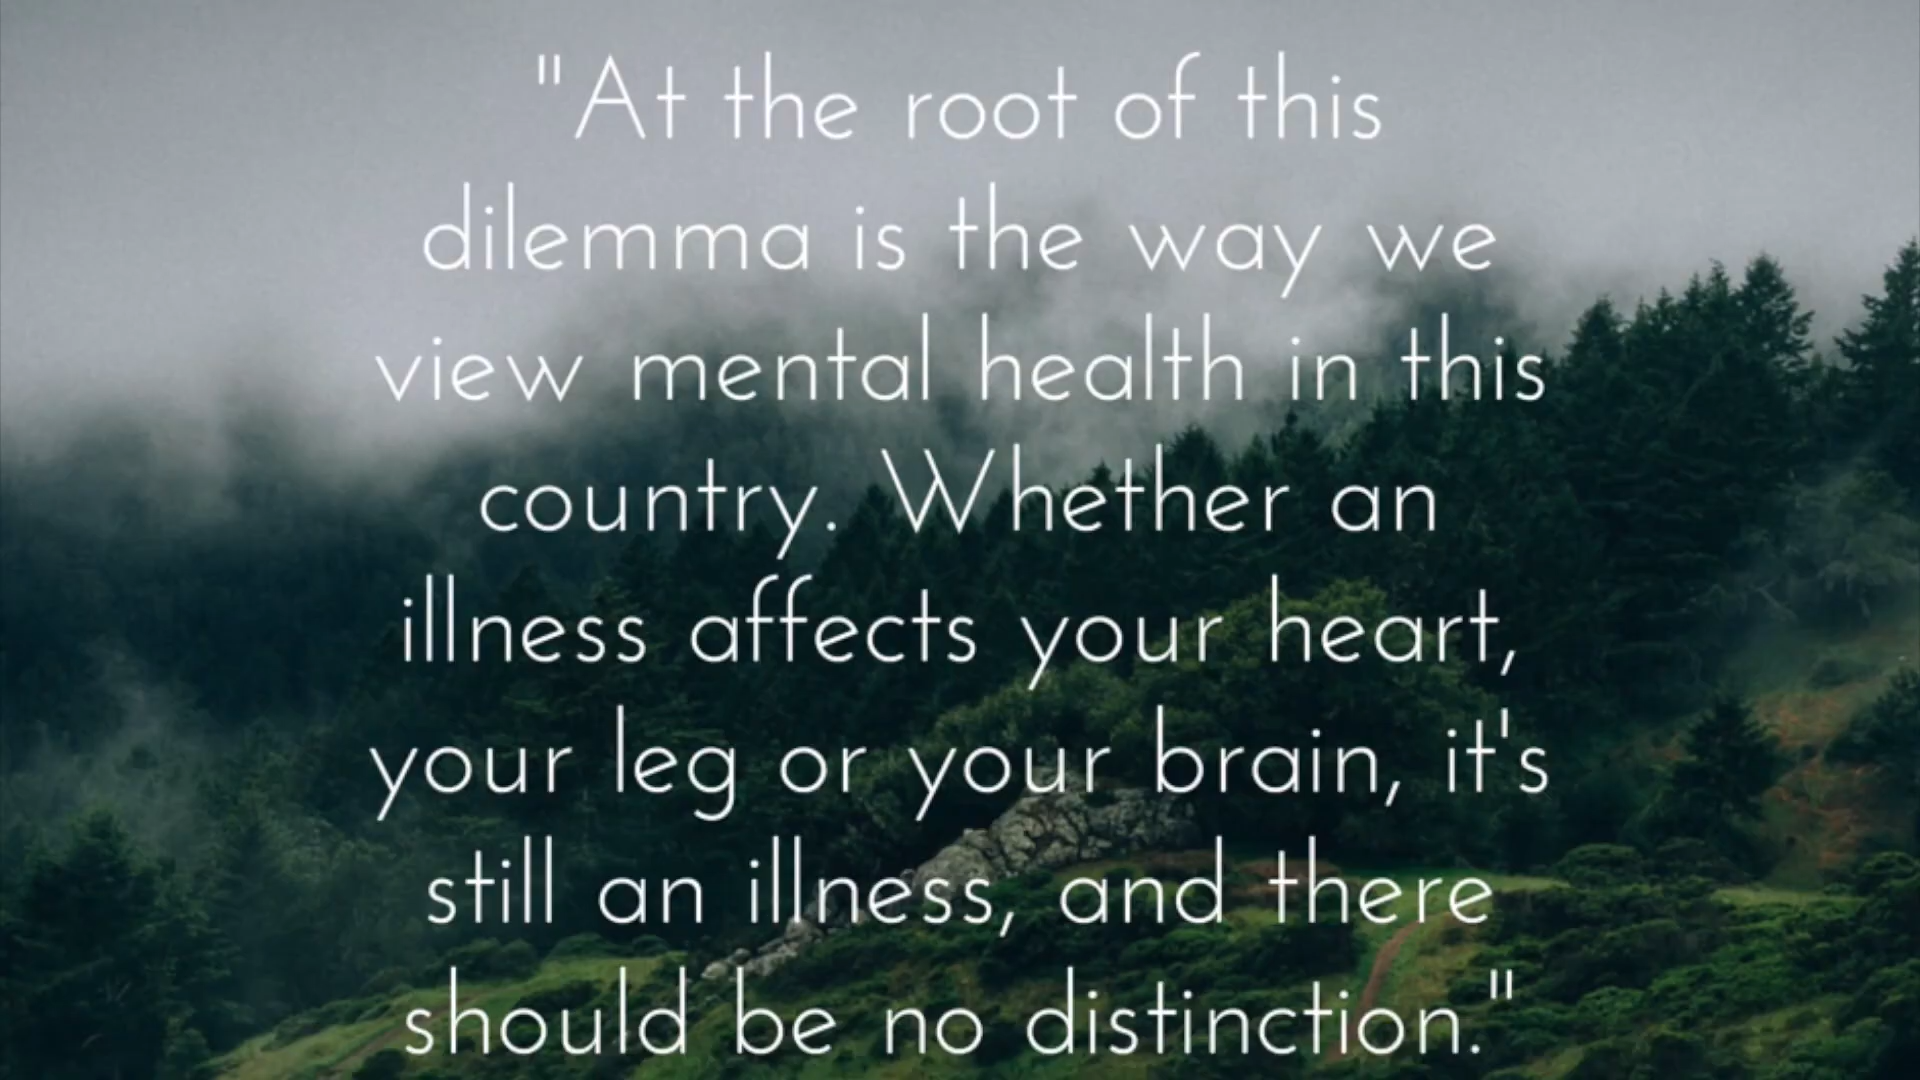 "At the root of this
dilemma is the way we
view mental health in this
country. Whether an
illness affects your heart,
your leg or your brain, it's
still an illness, and there
should be no distinction."